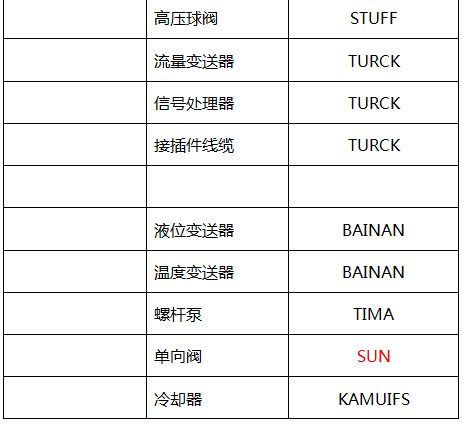 高压球阀 STUFF
流量变送器 TURCK
信号处理器 TURCK
接插件线缆 TURCK
液位变送器 BAINAN
温度变送器 BAINAN
螺杆泵 TIMA
单向阀 SUN
冷却器 KAMUIFS